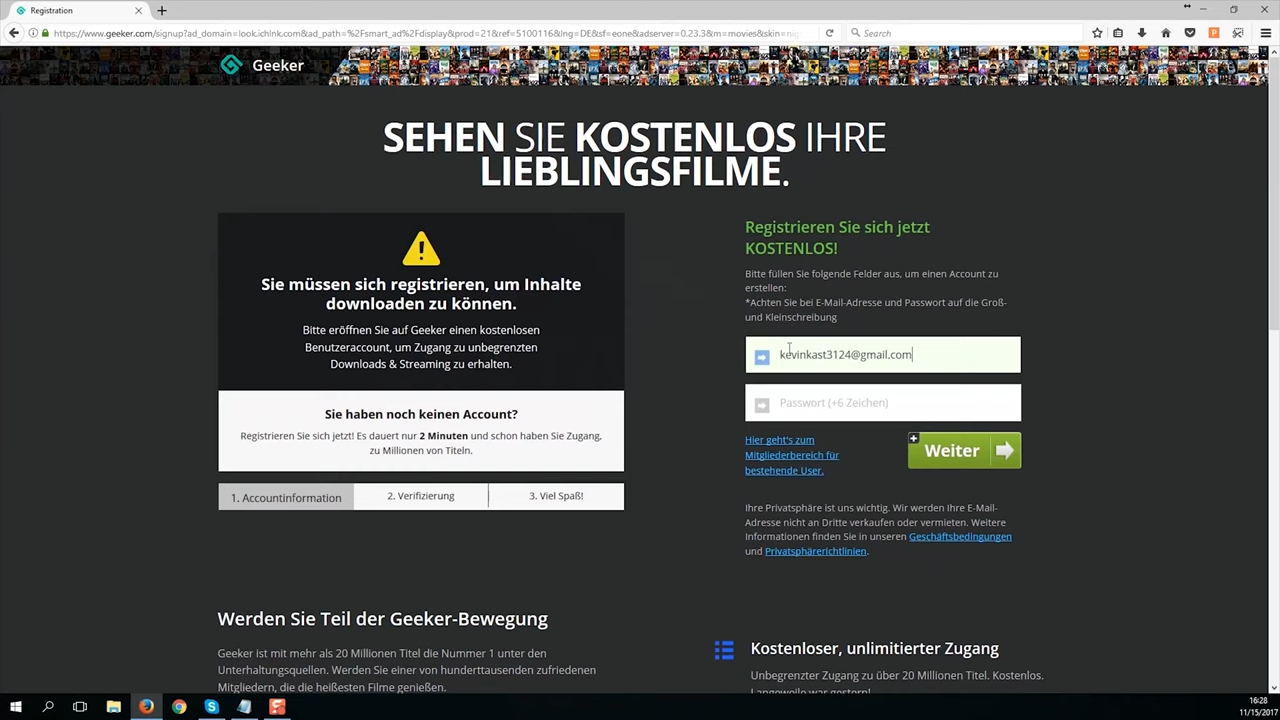 Registration
https://www.geeker.com/signup?ad_domain=look.ichlnk.com&ad_path=%2Fsmart_ad%2Fdisplay&prod=21&ref=5100116&lng=DE&sf=eone&adserver=0.23.3&m=movies&skin=
Search
Geeker
SEHEN SIE KOSTENLOS IHRE
LIEBLINGSFILME.
Sie müssen sich registrieren, um Inhalte
downloaden zu können.
Bitte eröffnen Sie auf Geeker einen kostenlosen
Benutzeraccount, um Zugang zu unbegrenzten
Downloads & Streaming zu erhalten.
Sie haben noch keinen Account?
Registrieren Sie sich jetzt! Es dauert nur 2 Minuten und schon haben Sie Zugang,
zu Millionen von Titeln.
1. Accountinformation
2. Verifizierung
3. Viel Spaß!
Registrieren Sie sich jetzt
KOSTENLOS!
Bitte füllen Sie folgende Felder aus, um einen Account zu
erstellen:
*Achten Sie bei E-Mail-Adresse und Passwort auf die Groß-
und Kleinschreibung
kevinkast3124@gmail.com
Passwort (+6 Zeichen)
Hier geht's zum
Mitgliederbereich für
bestehende User.
Weiter
Ihre Privatsphäre ist uns wichtig. Wir werden Ihre E-Mail-
Adresse nicht an Dritte verkaufen oder vermieten. Weitere
Informationen finden Sie in unseren Geschäftsbedingungen
und Privatsphärerichtlinien.
Werden Sie Teil der Geeker-Bewegung
Geeker ist mit mehr als 20 Millionen Titel die Nummer 1 unter den
Unterhaltungsquellen. Werden Sie einer von hunderttausenden zufriedenen
Mitgliedern, die die heißesten Filme genießen.
Kostenloser, unlimitierter Zugang
Unbegrenzter Zugang zu über 20 Millionen Titel. Kostenlos.
Langeweile war gestern!
16:28
11/15/2017